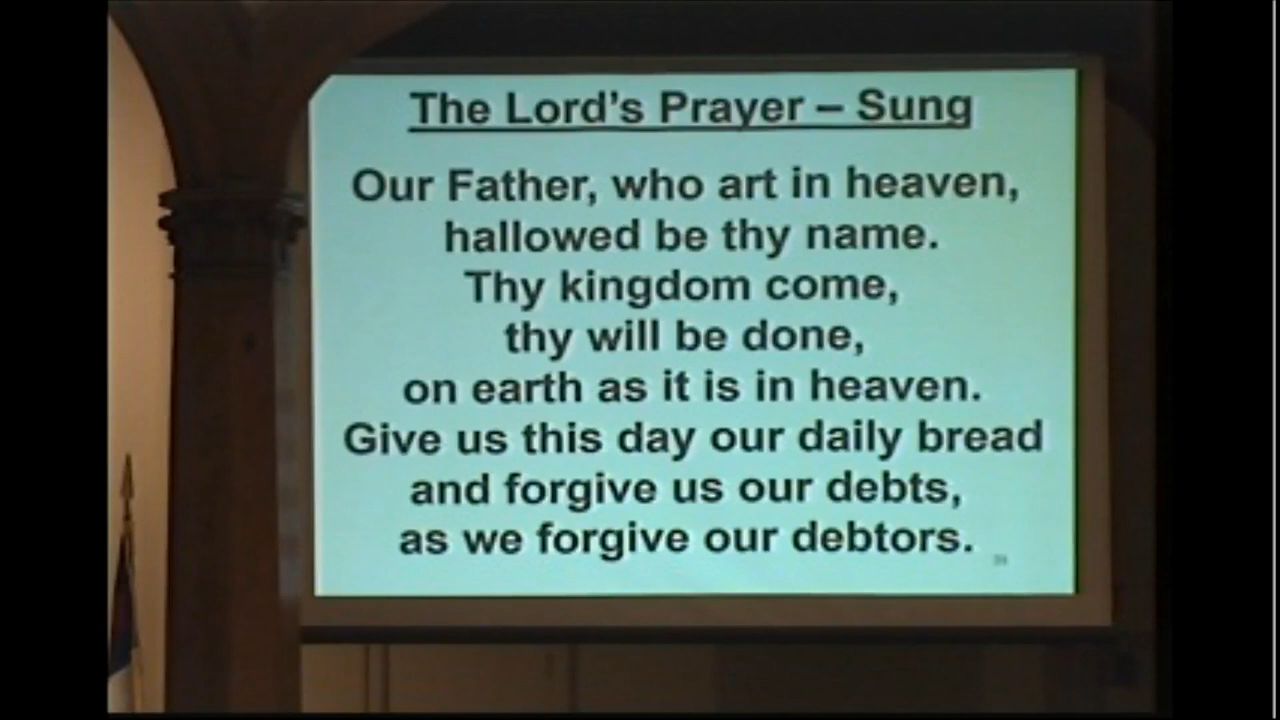 The Lord's Prayer – Sung
Our Father, who art in heaven,
hallowed be thy name.
Thy kingdom come,
thy will be done,
on earth as it is in heaven.
Give us this day our daily bread
and forgive us our debts,
as we forgive our debtors.